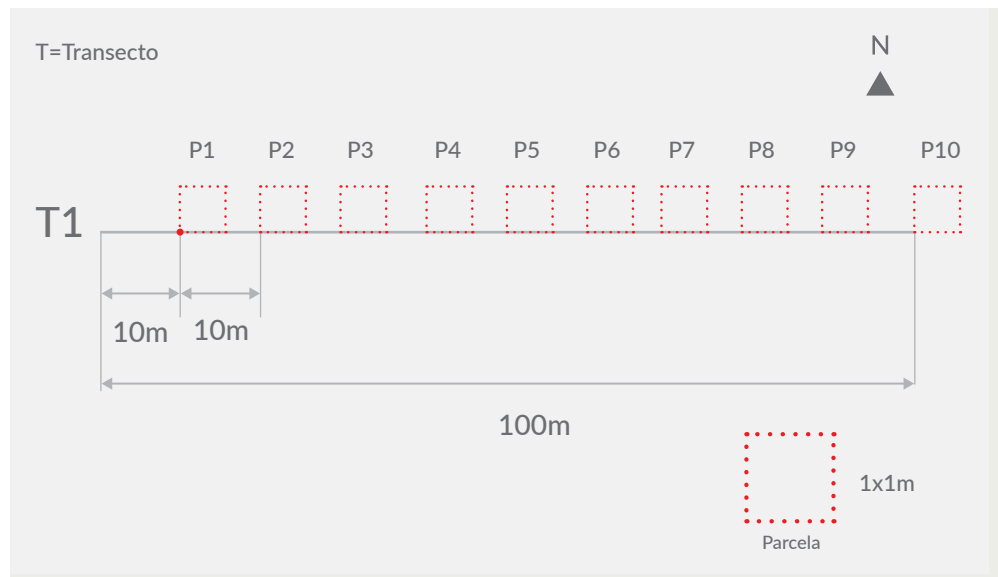 T=Transecto
N
P1 P2 P3 P4 P5 P6 P7 P8 P9 P10
T1
10m 10m
100m
1x1m
Parcela